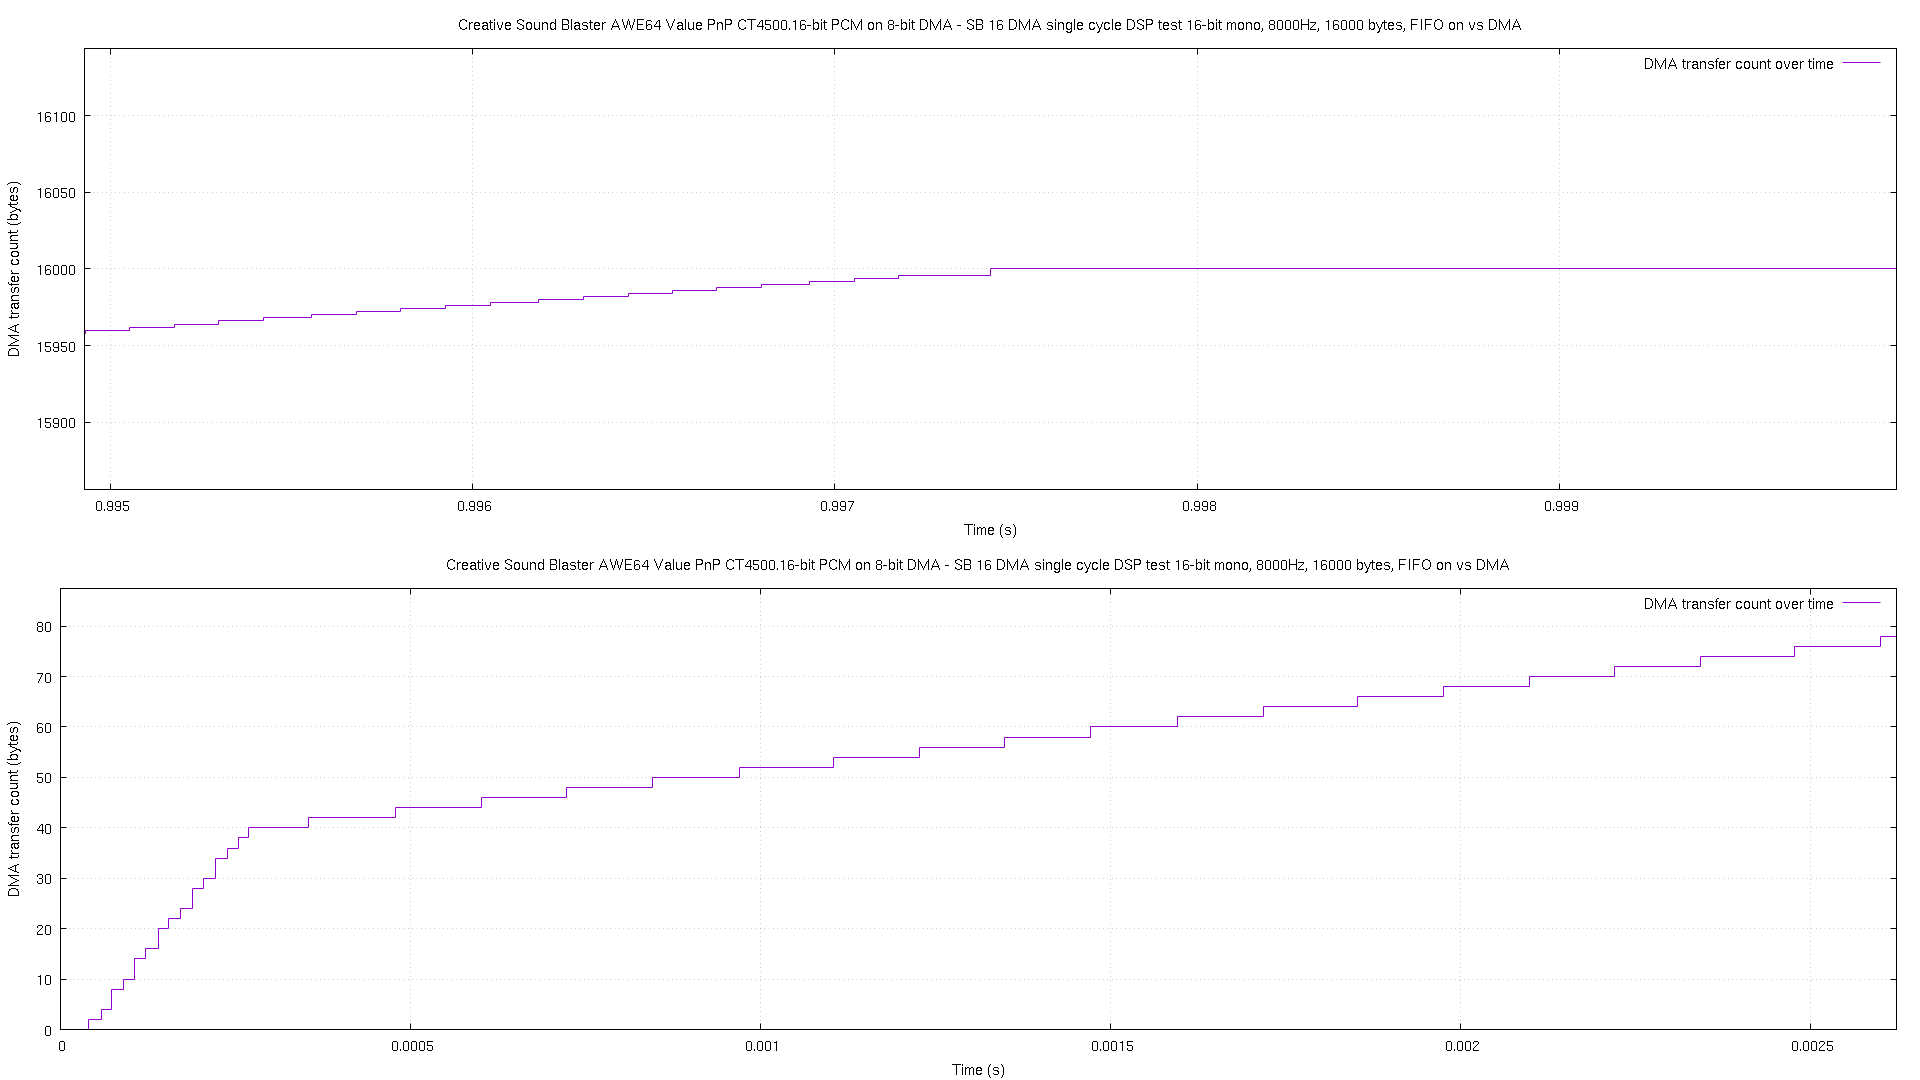 Creative Sound Blaster AWE64 Value PnP CT4500.16-bit PCM on 8-bit DMA - SB 16 DMA single cycle DSP test 16-bit mono, 8000Hz, 16000 bytes, FIFO on vs DMA
DMA transfer count over time
DMA transfer count (bytes)
16100
16050
16000
15950
15900
0.995 0.996 0.997 0.998 0.999
Time (s)
Creative Sound Blaster AWE64 Value PnP CT4500.16-bit PCM on 8-bit DMA - SB 16 DMA single cycle DSP test 16-bit mono, 8000Hz, 16000 bytes, FIFO on vs DMA
DMA transfer count over time
DMA transfer count (bytes)
80
70
60
50
40
30
20
10
0
0 0.0005 0.001 0.0015 0.002 0.0025
Time (s)